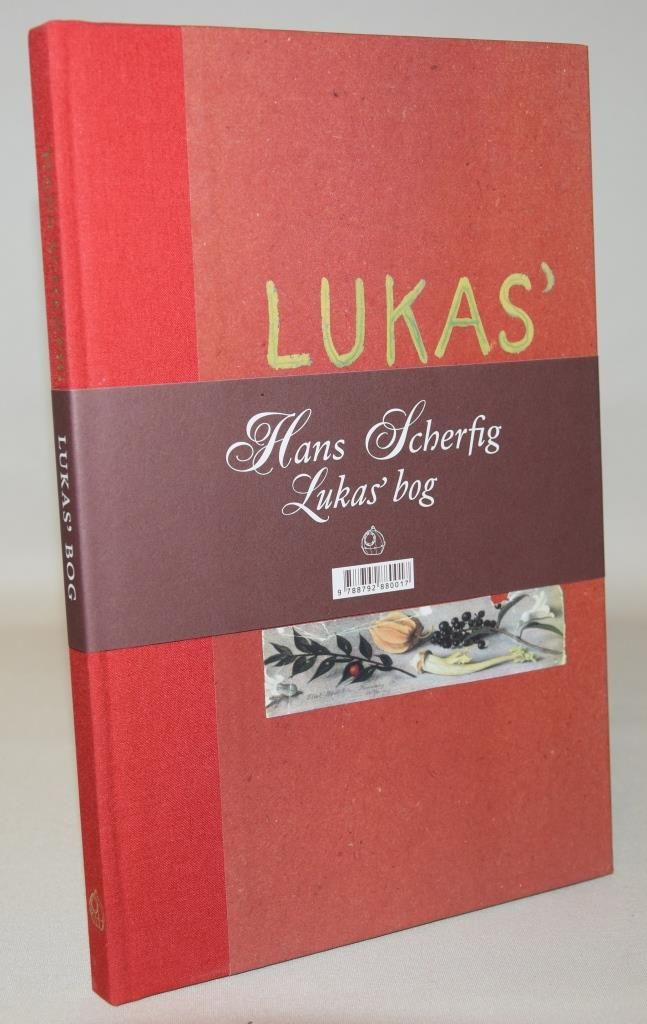 LUKAS'
Hans Scherfig
Lukas' bog
9 788792 880017
LUKAS' BOG